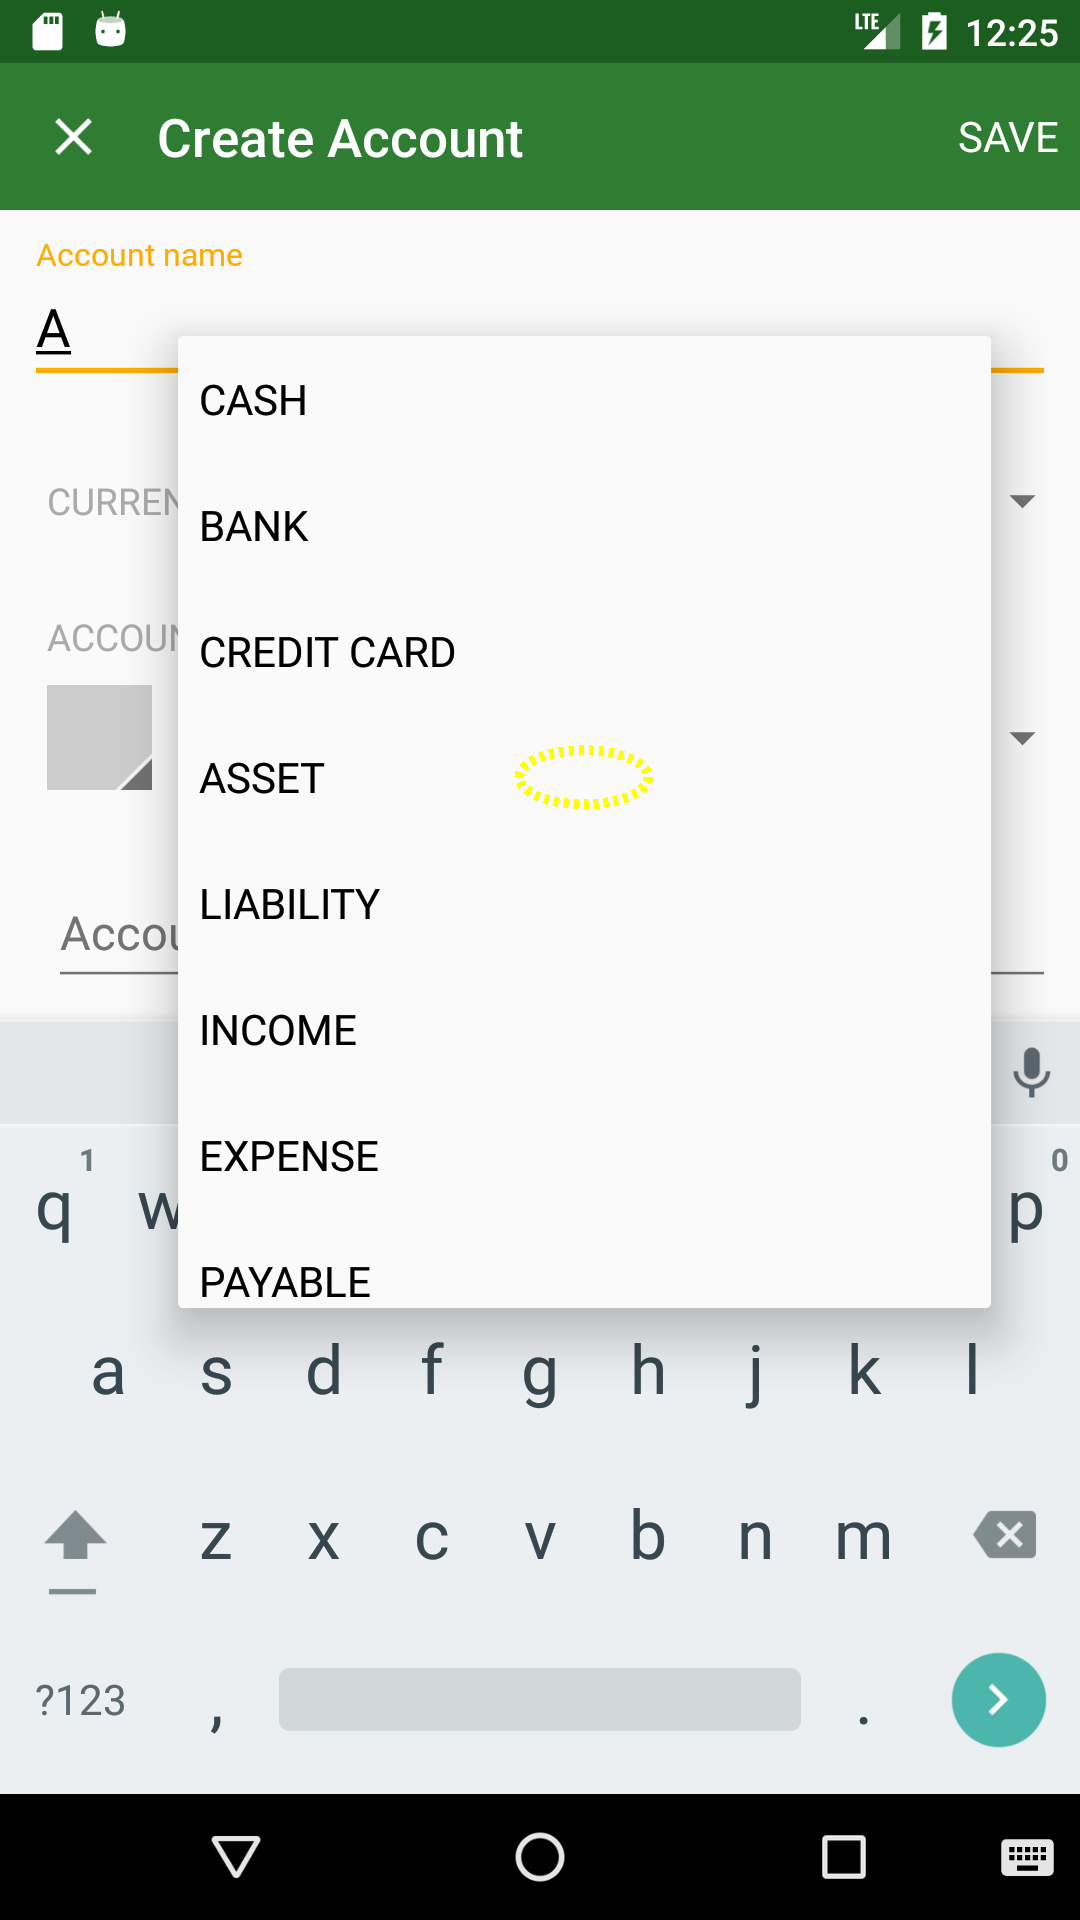 LTE 12:25
Create Account SAVE
Account name
A
CASH
CURREN
BANK
ACCOUN
CREDIT CARD
ASSET
LIABILITY
Accou
INCOME
EXPENSE
1 0
q w p
PAYABLE
a s d f g h j k l
z x c v b n m
?123 , .